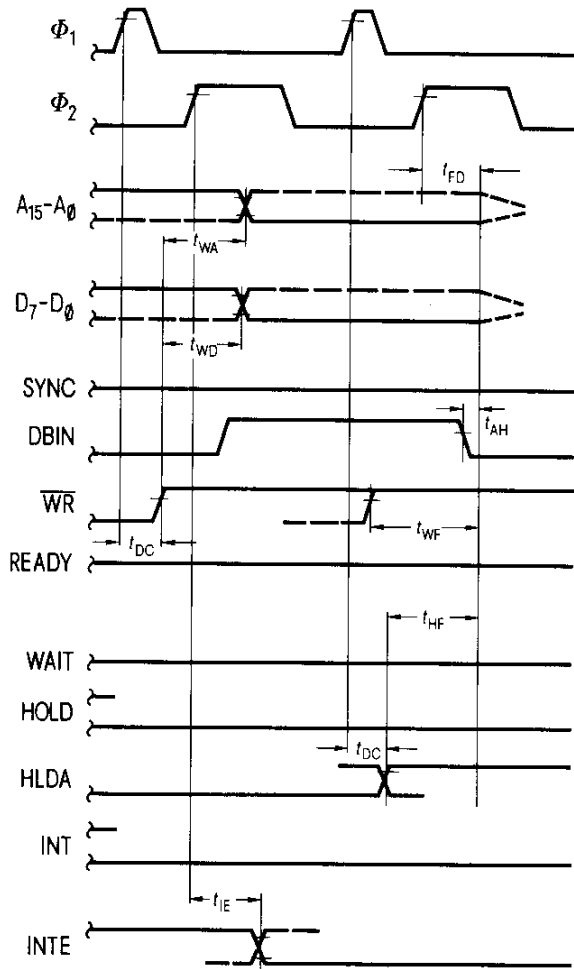 Φ1
Φ2
tFD
A15-A0
tWA
D7-D0
tWD
SYNC
DBIN
tAH
WR
tDC
tWF
READY
tHF
WAIT
HOLD
tDC
HLDA
INT
tIE
INTE